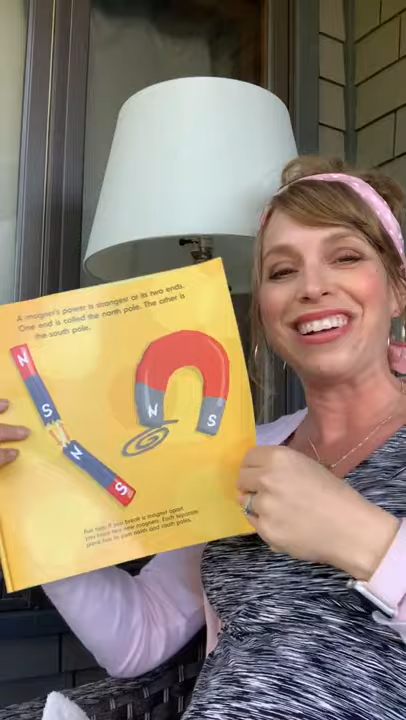 A magnet's power is strongest at its two ends.
One end is called the north pole. The other is
the south pole.
N
S
N
S
N
S
Fun fact: If you break a magnet apart,
you have two new magnets. Each separate
piece has its own north and south poles.